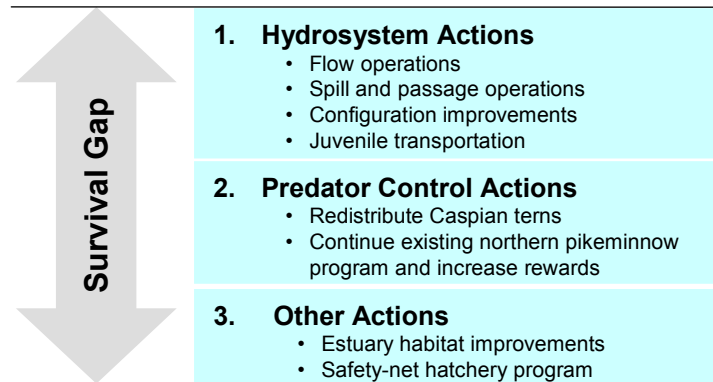 Survival Gap
1. Hydrosystem Actions
• Flow operations
• Spill and passage operations
• Configuration improvements
• Juvenile transportation
2. Predator Control Actions
• Redistribute Caspian terns
• Continue existing northern pikeminnow
program and increase rewards
3. Other Actions
• Estuary habitat improvements
• Safety-net hatchery program